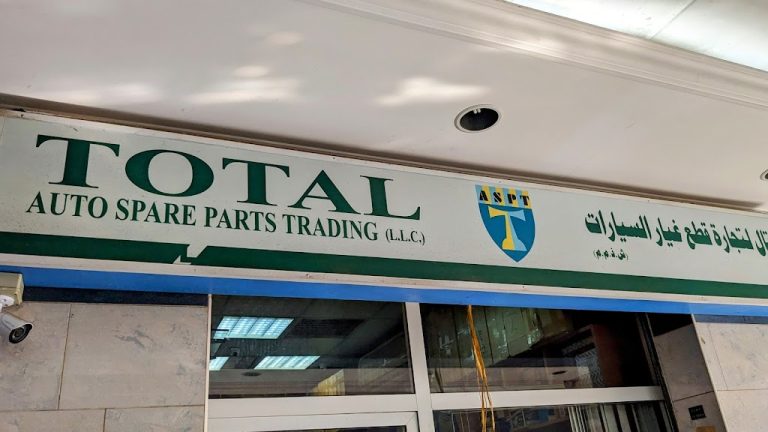 TOTAL
AUTO SPARE PARTS TRADING (L.L.C.)
ASPT
T
لتجارة قطع غيار السيارات
(ش.ذ.م.م)